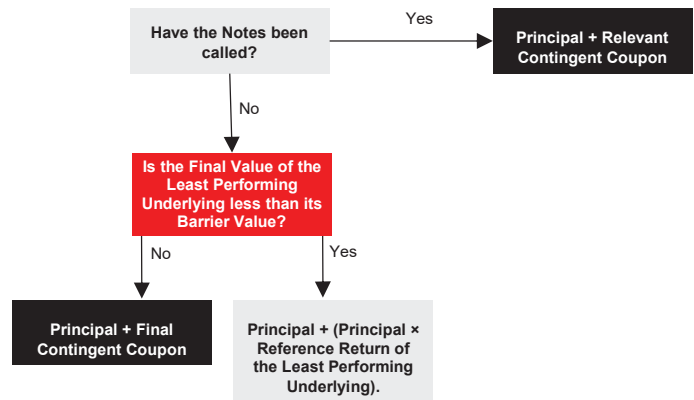 Have the Notes been
called?
Yes
Principal + Relevant
Contingent Coupon
No
Is the Final Value of the
Least Performing
Underlying less than its
Barrier Value?
No
Yes
Principal + Final
Contingent Coupon
Principal + (Principal ×
Reference Return of
the Least Performing
Underlying).